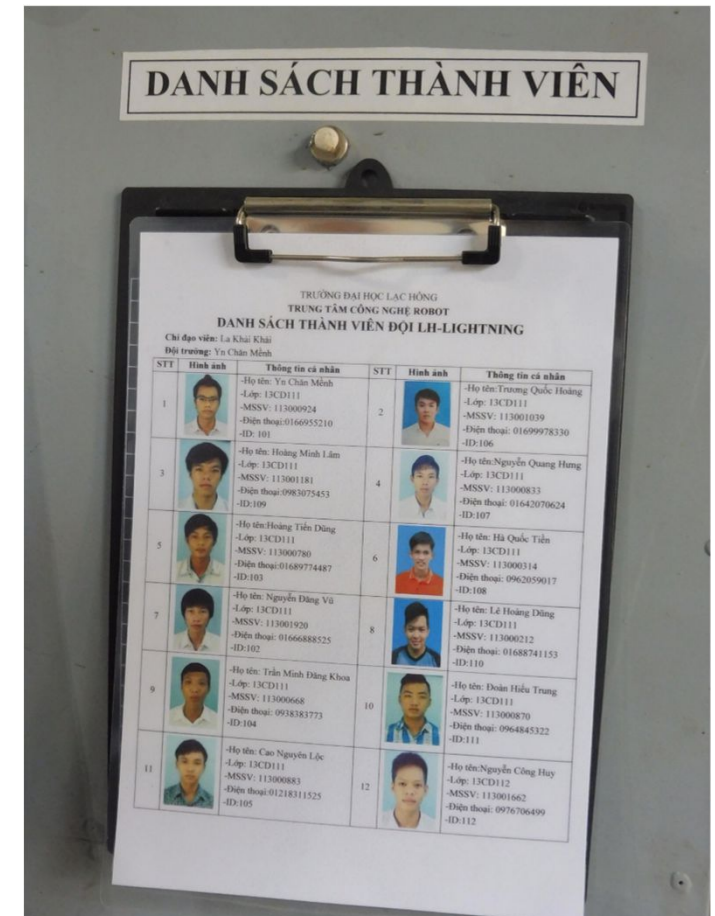 DANH SÁCH THÀNH VIÊN
TRƯỜNG ĐẠI HỌC LẠC HỒNG
TRUNG TÂM CÔNG NGHỆ ROBOT
DANH SÁCH THÀNH VIÊN ĐỘI LH-LIGHTNING
Chỉ đạo viên: La Khải Khải
Đội trưởng: Yn Chăn Mềnh
STT Hình ảnh Thông tin cá nhân STT Hình ảnh Thông tin cá nhân
1
-Họ tên: Yn Chăn Mềnh
-Lớp: 13CD111
-MSSV: 113000924
-Điện thoại:0166955210
-ID: 101
2
-Họ tên:Trương Quốc Hoàng
-Lớp: 13CD111
-MSSV: 113001039
-Điện thoại: 01699978330
-ID:106
3
-Họ tên: Hoàng Minh Lâm
-Lớp: 13CD111
-MSSV: 113001181
-Điện thoại:0983075453
-ID:109
4
-Họ tên:Nguyễn Quang Hưng
-Lớp: 13CD111
-MSSV: 113000833
-Điện thoại: 01642070624
-ID:107
5
-Họ tên:Hoàng Tiến Dũng
-Lớp: 13CD111
-MSSV: 113000780
-Điện thoại:01689774487
-ID:103
6
-Họ tên: Hà Quốc Tiến
-Lớp: 13CD111
-MSSV: 113000314
-Điện thoại: 0962059017
-ID:108
7
-Họ tên: Nguyễn Đăng Vũ
-Lớp: 13CD111
-MSSV: 113001920
-Điện thoại: 01666888525
-ID:102
8
-Họ tên: Lê Hoàng Dũng
-Lớp: 13CD111
-MSSV: 113000212
-Điện thoại: 01688741153
-ID:110
9
-Họ tên: Trần Minh Đăng Khoa
-Lớp: 13CD111
-MSSV: 113000668
-Điện thoại: 0938383773
-ID:104
10
-Họ tên: Đoàn Hiếu Trung
-Lớp: 13CD111
-MSSV: 113000870
-Điện thoại: 0964845322
-ID:111
11
-Họ tên: Cao Nguyên Lộc
-Lớp: 13CD111
-MSSV: 113000883
-Điện thoại:01218311525
-ID:105
12
-Họ tên:Nguyễn Công Huy
-Lớp: 13CD112
-MSSV: 113001662
-Điện thoại: 0976706499
-ID:112